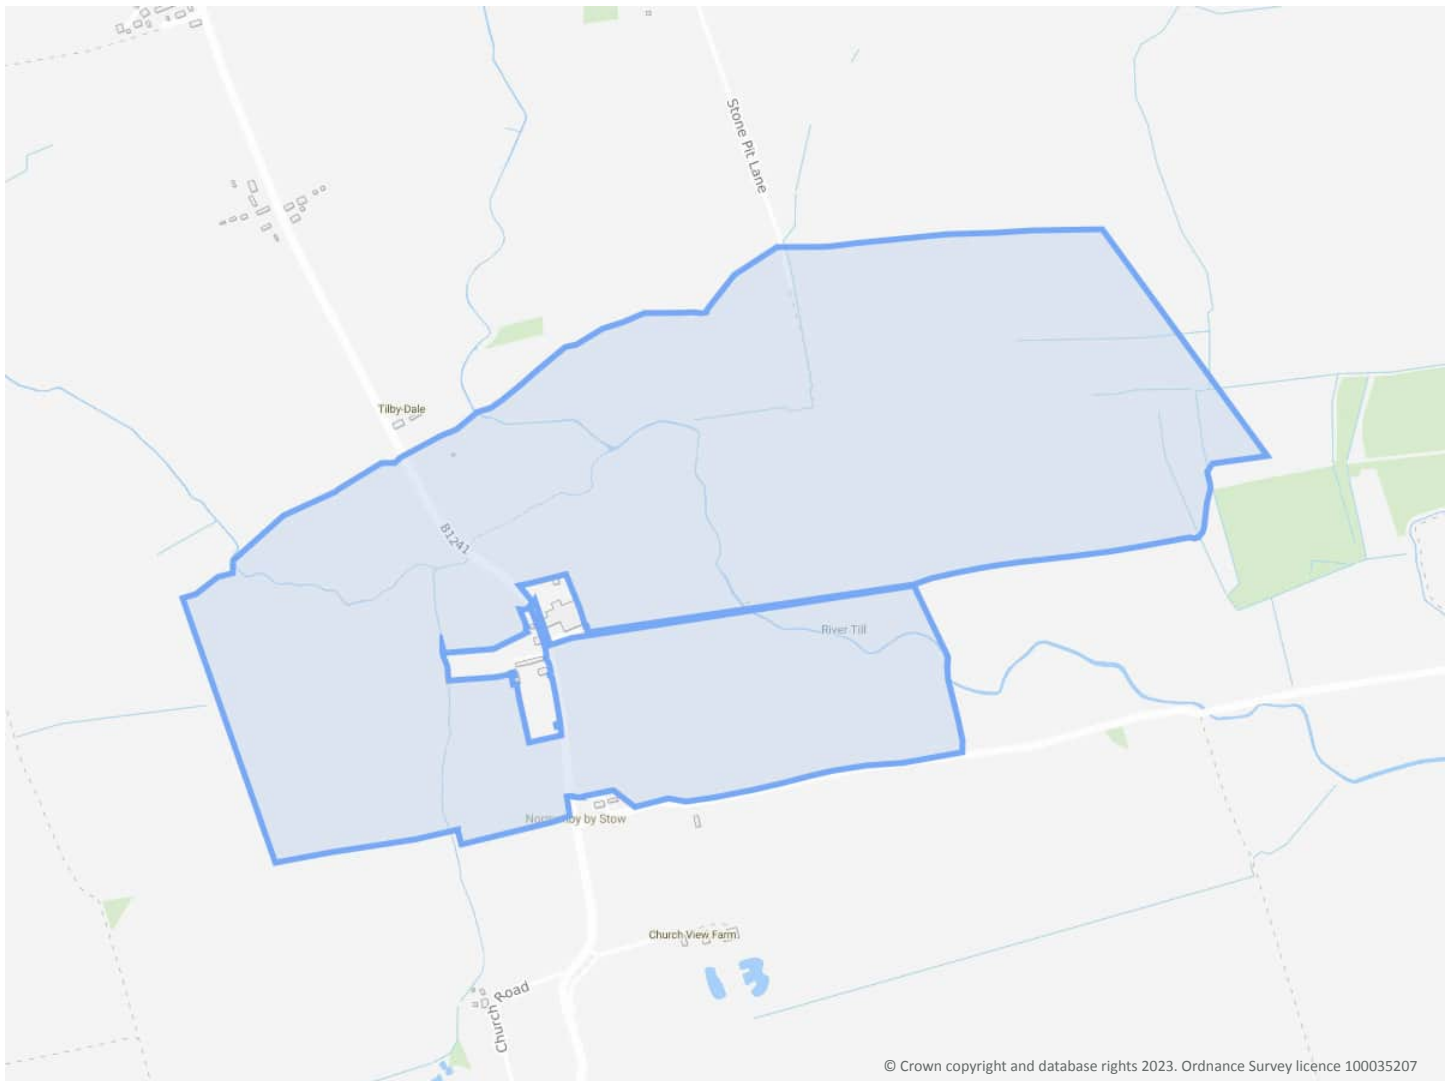 Stone Pit Lane
Tilby Dale
B1241
River Till
Normanby by Stow
Church View Farm
Church Road
© Crown copyright and database rights 2023. Ordnance Survey licence 100035207